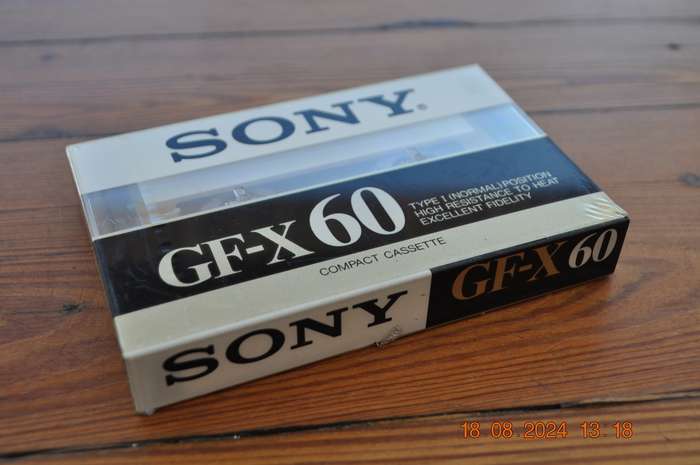 SONY®
GF-X 60
TYPE I (NORMAL) POSITION
HIGH RESISTANCE TO HEAT
EXCELLENT FIDELITY
COMPACT CASSETTE
SONY
GF-X 60
18 08 2024 13 18